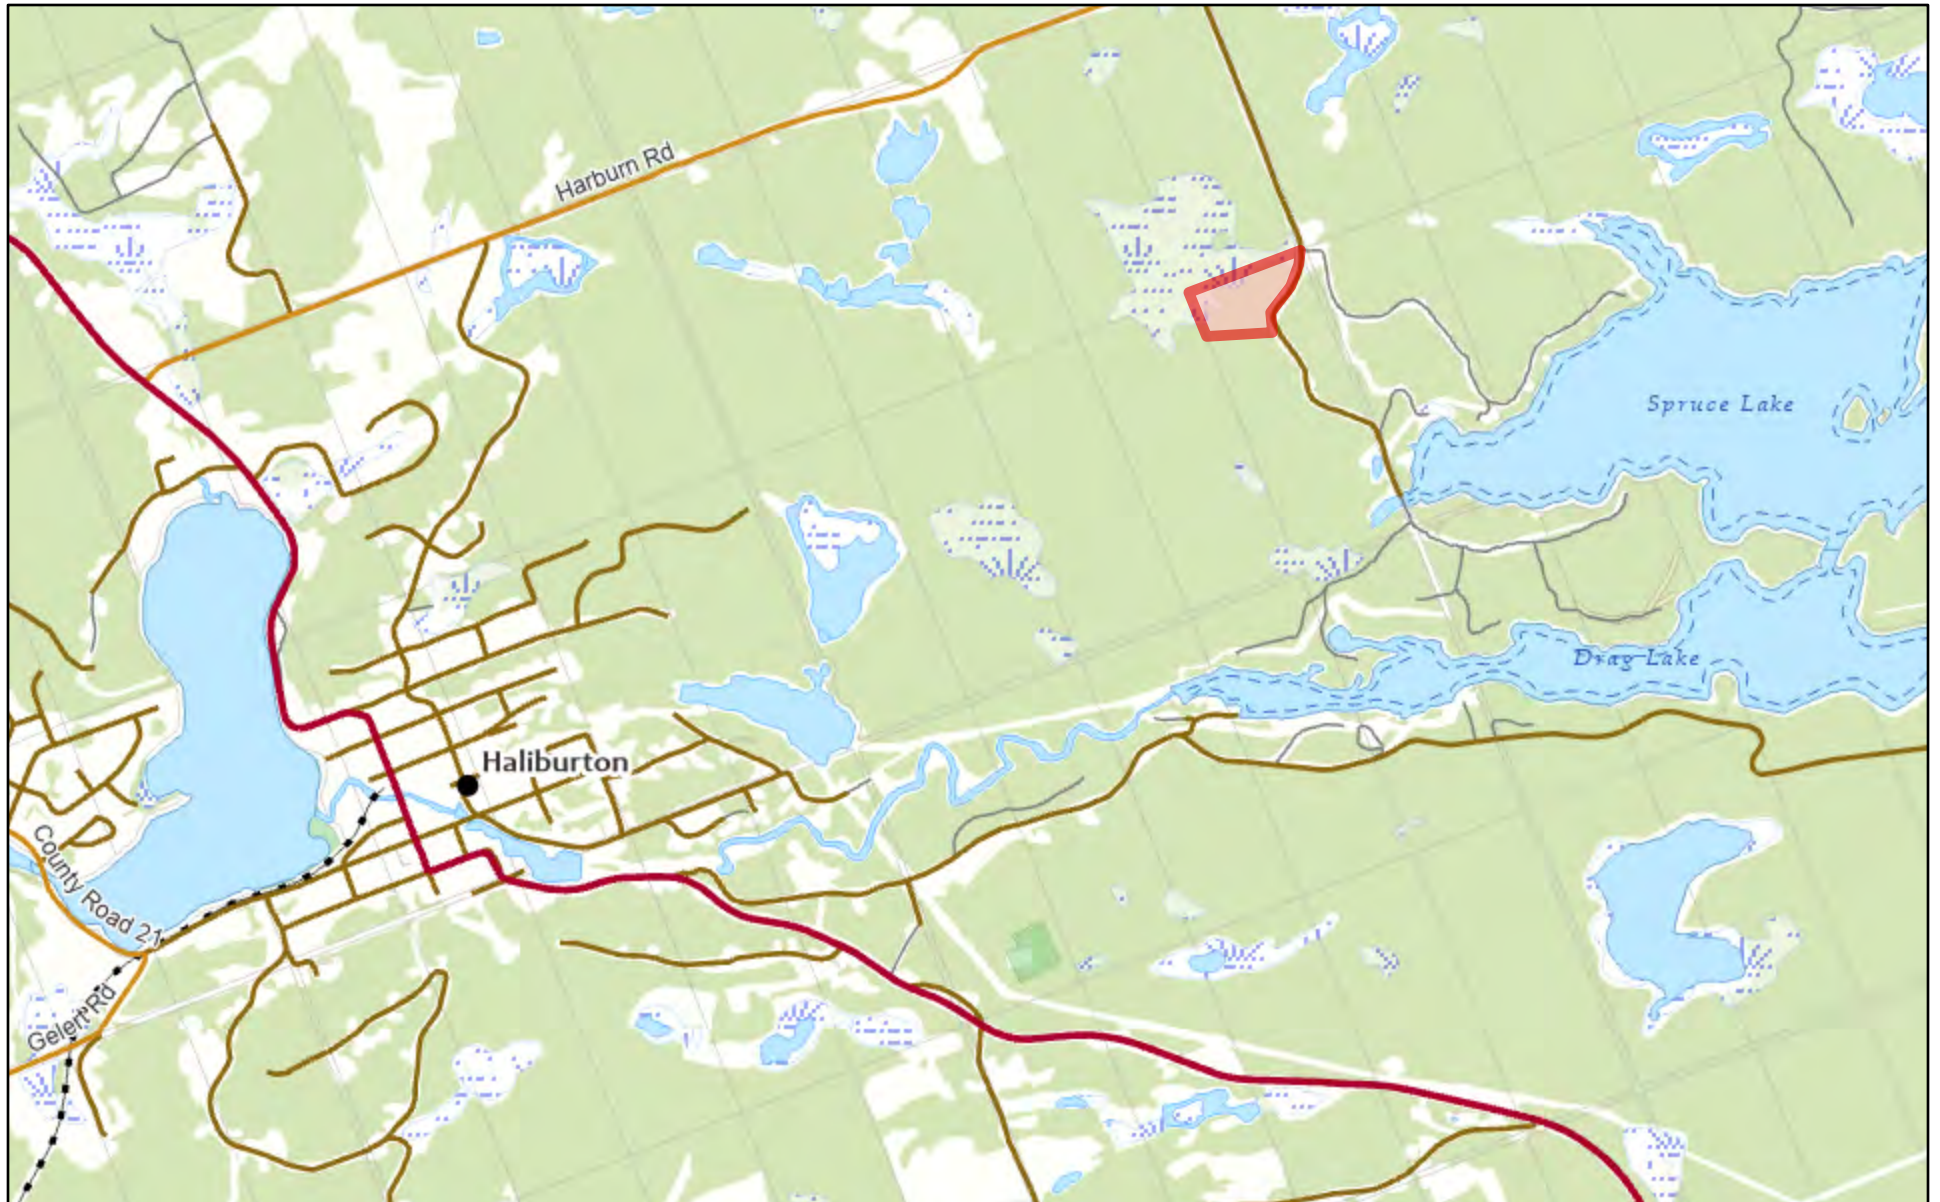 Harburn Rd
Spruce Lake
Drag Lake
Haliburton
County Road 21
Gelert Rd